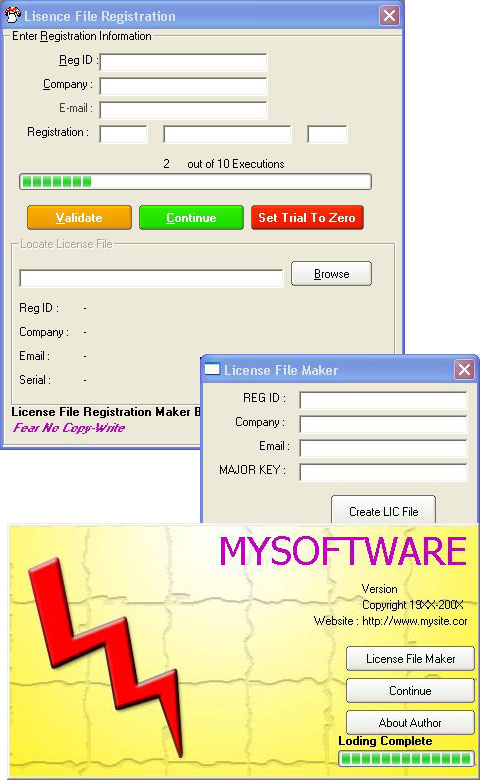 Lisence File Registration
Enter Registration Information
Reg ID :
Company :
E-mail :
Registration :
2 out of 10 Executions
Validate Continue Set Trial To Zero
Locate License File
Browse
Reg ID : -
Company : -
Email : -
Serial : -
License File Registration Maker B
Fear No Copy-Write
License File Maker
REG ID :
Company :
Email :
MAJOR KEY :
Create LIC File
MYSOFTWARE
Version
Copyright 19XX-200X
Website : http://www.mysite.cor
License File Maker
Continue
About Author
Loding Complete